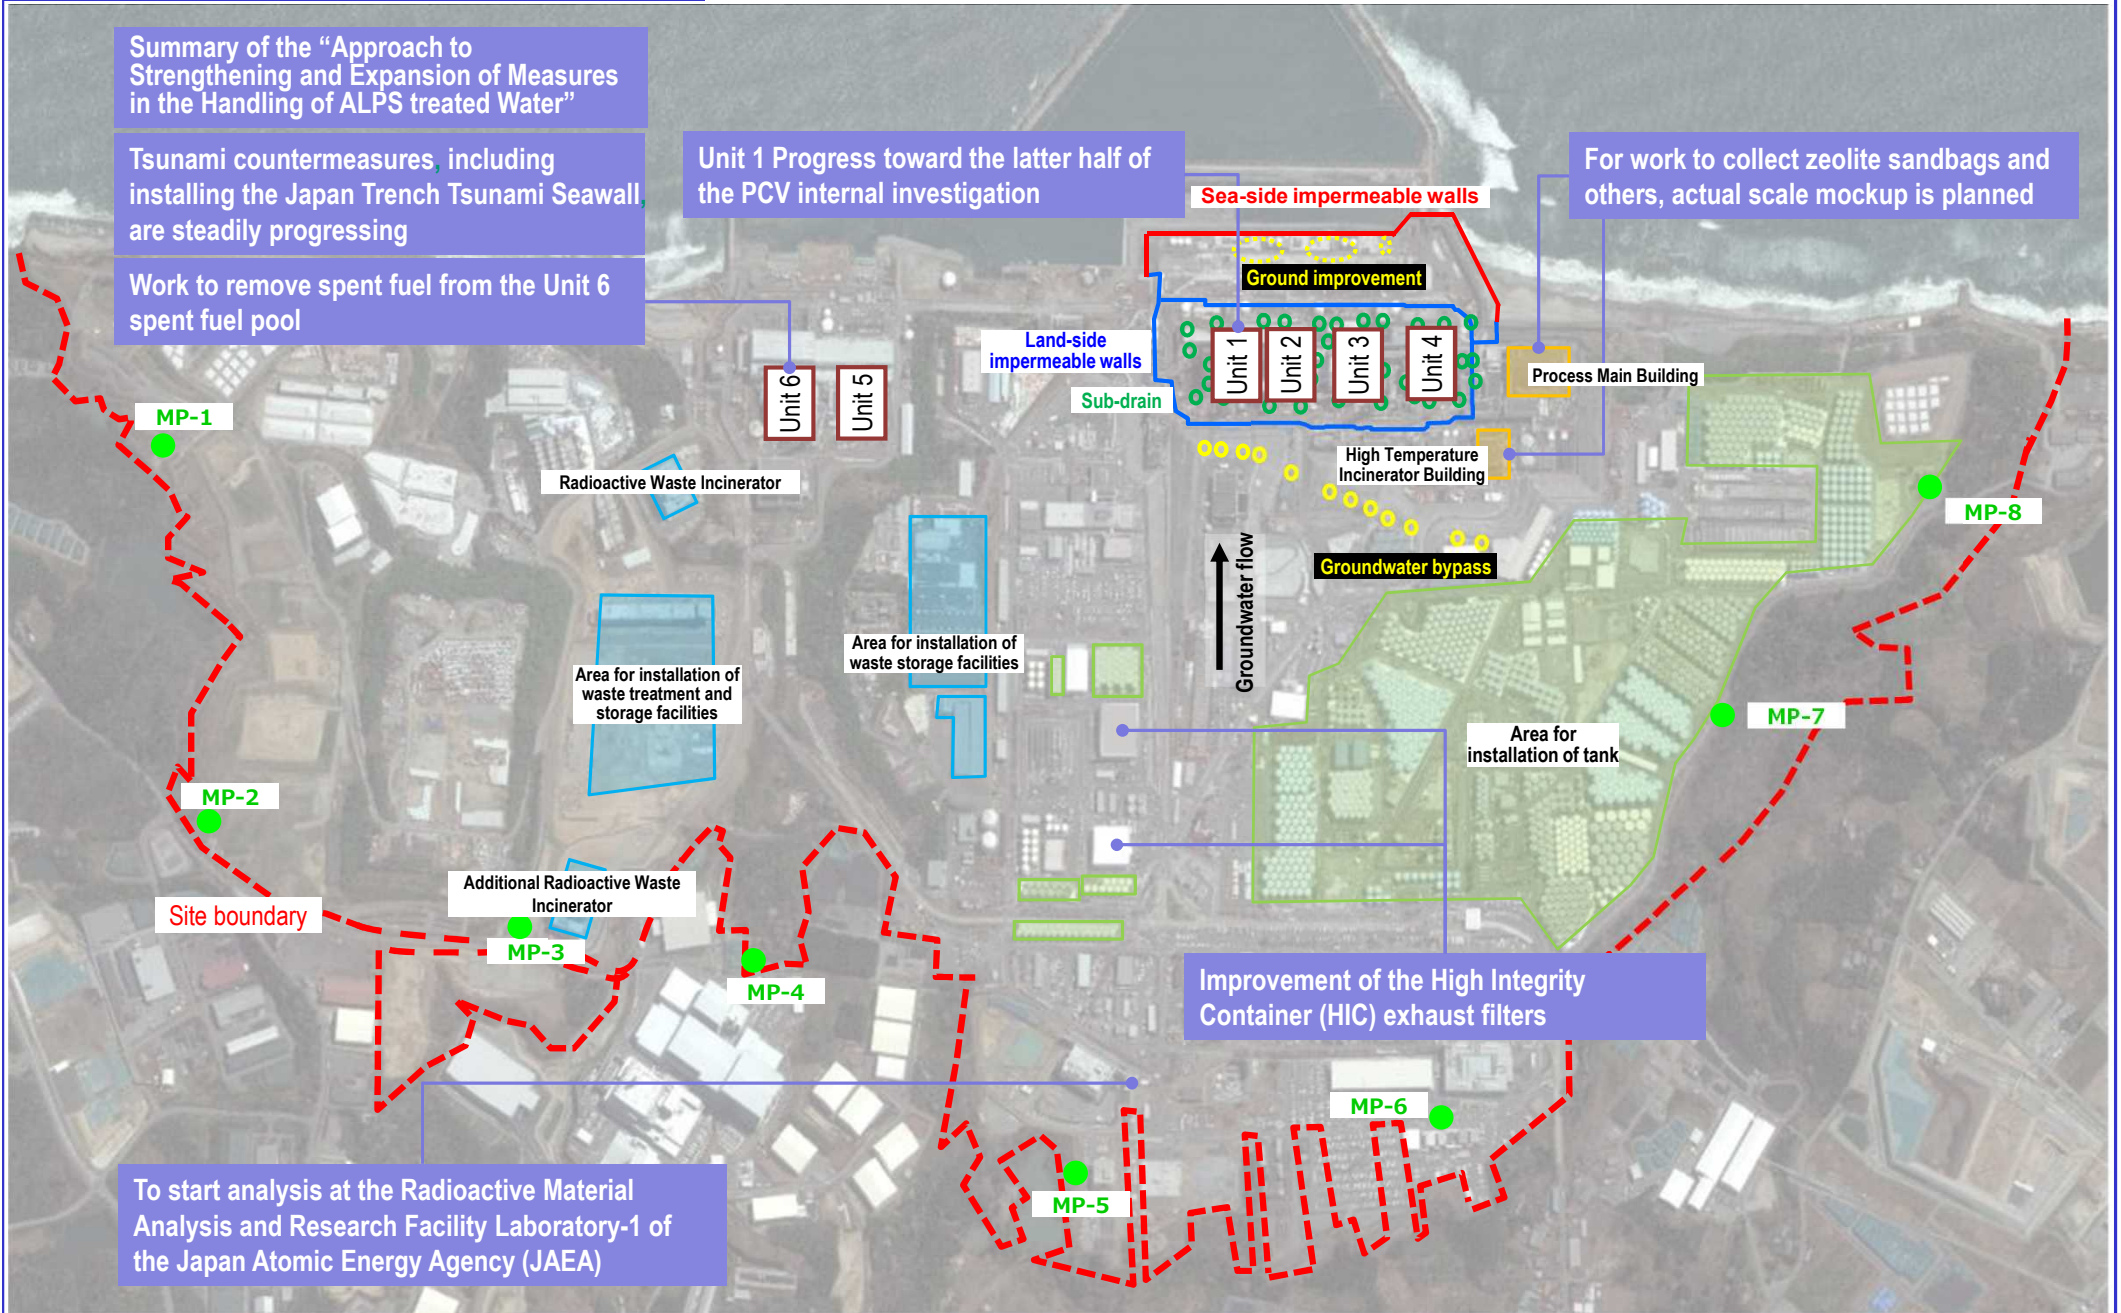 Summary of the “Approach to
Strengthening and Expansion of Measures
in the Handling of ALPS treated Water”
Tsunami countermeasures, including
installing the Japan Trench Tsunami Seawall,
are steadily progressing
Work to remove spent fuel from the Unit 6
spent fuel pool
Unit 1 Progress toward the latter half of
the PCV internal investigation
For work to collect zeolite sandbags and
others, actual scale mockup is planned
Sea-side impermeable walls
Ground improvement
Land-side
impermeable walls
Sub-drain
Unit 1
Unit 2
Unit 3
Unit 4
Unit 6
Unit 5
Process Main Building
High Temperature
Incinerator Building
MP-1
Radioactive Waste Incinerator
MP-8
Groundwater bypass
Groundwater flow
Area for installation of
waste storage facilities
Area for installation of
waste treatment and
storage facilities
MP-7
Area for
installation of tank
MP-2
Additional Radioactive Waste
Incinerator
Site boundary
MP-3
MP-4
Improvement of the High Integrity
Container (HIC) exhaust filters
MP-6
MP-5
To start analysis at the Radioactive Material
Analysis and Research Facility Laboratory-1 of
the Japan Atomic Energy Agency (JAEA)